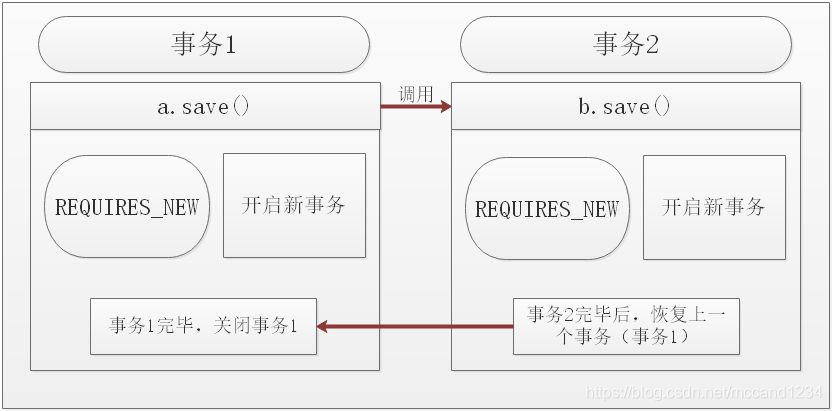 事务1
事务2
a.save()
调用
b.save()
REQUIRES_NEW
开启新事务
REQUIRES_NEW
开启新事务
事务1完毕，关闭事务1
事务2完毕后，恢复上一
个事务（事务1）
https://blog.csdn.net/mccand1234